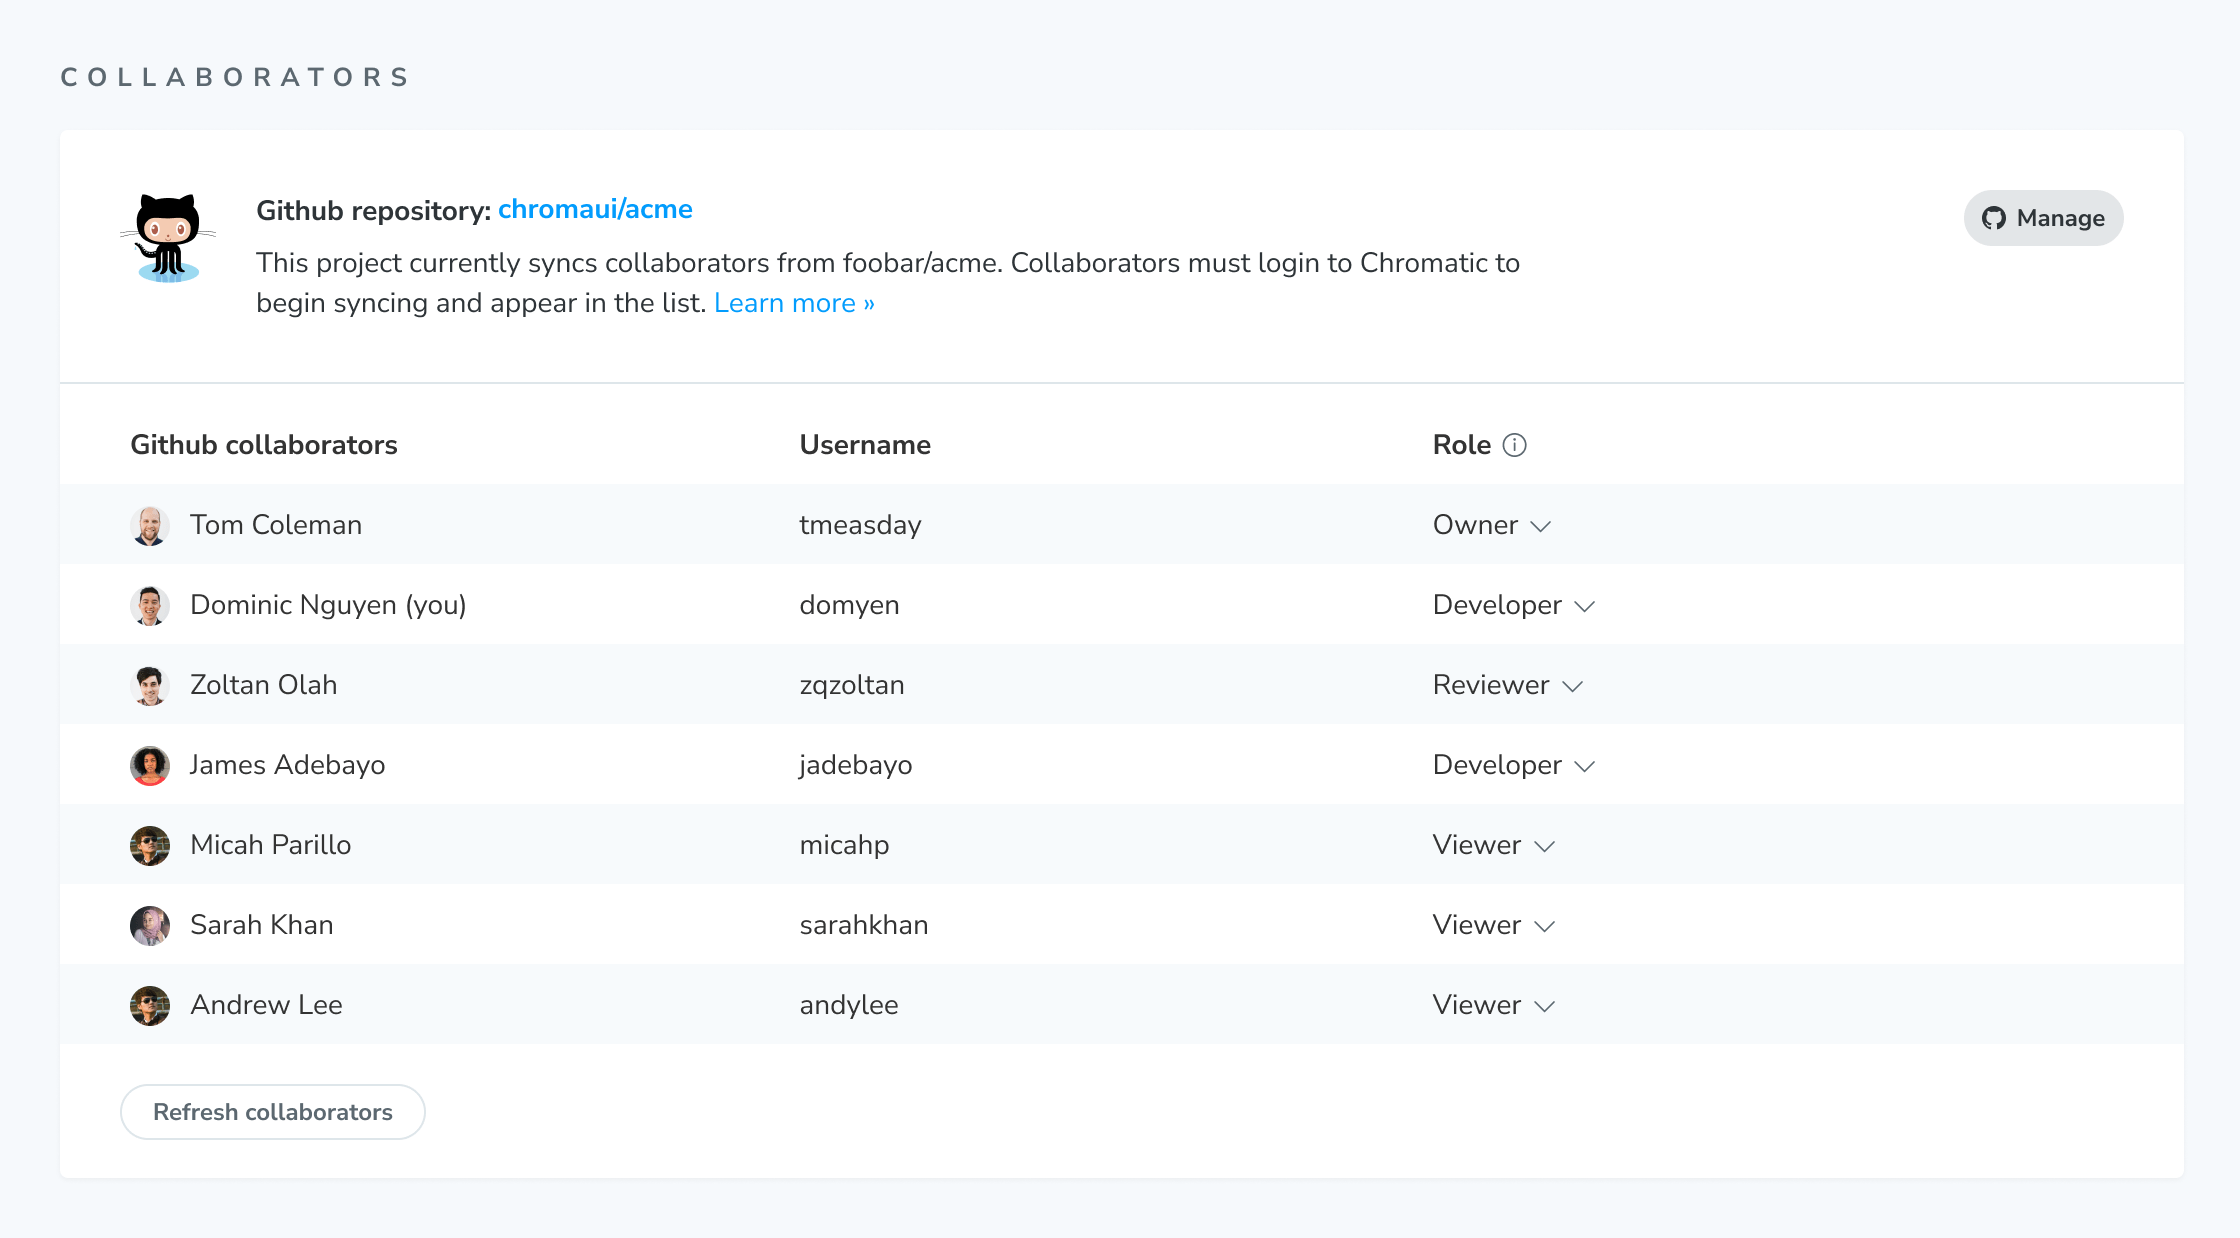 COLLABORATORS
Github repository: chromaui/acme
Manage
This project currently syncs collaborators from foobar/acme. Collaborators must login to Chromatic to
begin syncing and appear in the list. Learn more »
Github collaborators Username Role
Tom Coleman tmeasday Owner
Dominic Nguyen (you) domyen Developer
Zoltan Olah zqzoltan Reviewer
James Adebayo jadebayo Developer
Micah Parillo micahp Viewer
Sarah Khan sarahkhan Viewer
Andrew Lee andylee Viewer
Refresh collaborators